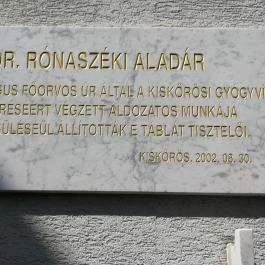 DR. RÓNASZÉKI ALADÁR
FŐORVOS ÚR ÁLTAL A KISKŐRÖSI
VÉGZETT ÁLDOZATOS MUNKÁJA
ÁLLÍTOTTÁK E TÁBLÁT TISZTELŐI.
KISKŐRÖS, 2002. 08. 30.